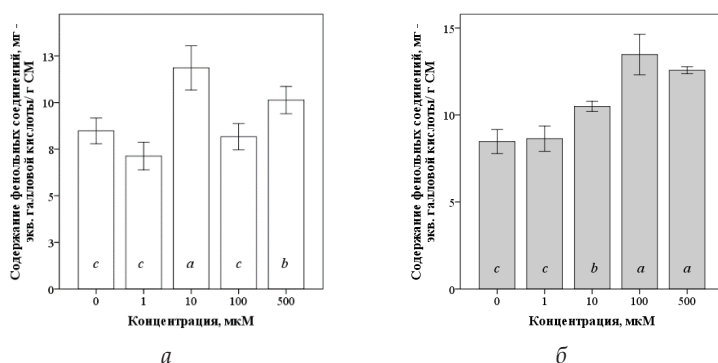 Содержание фенольных соединений, мг -
экв. галловой кислоты/ г СМ
13
10
8
5
3
0
c c a c b
0 1 10 100 500
Концентрация, мкМ
а
Содержание фенольных соединений, мг -
экв. галловой кислоты/ г СМ
15
10
5
0
c c b a a
0 1 10 100 500
Концентрация, мкМ
б